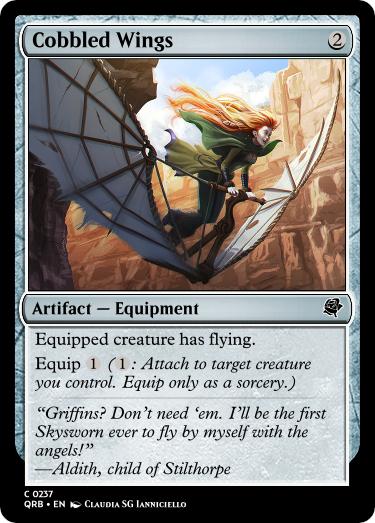 Cobbled Wings 2
Artifact — Equipment
Equipped creature has flying.
Equip 1 (1: Attach to target creature
you control. Equip only as a sorcery.)
“Griffins? Don’t need ‘em. I’ll be the first
Skysworn ever to fly by myself with the
angels!”
—Aldith, child of Stilthorpe
C 0237
QRB • EN Claudia SG Ianniciello